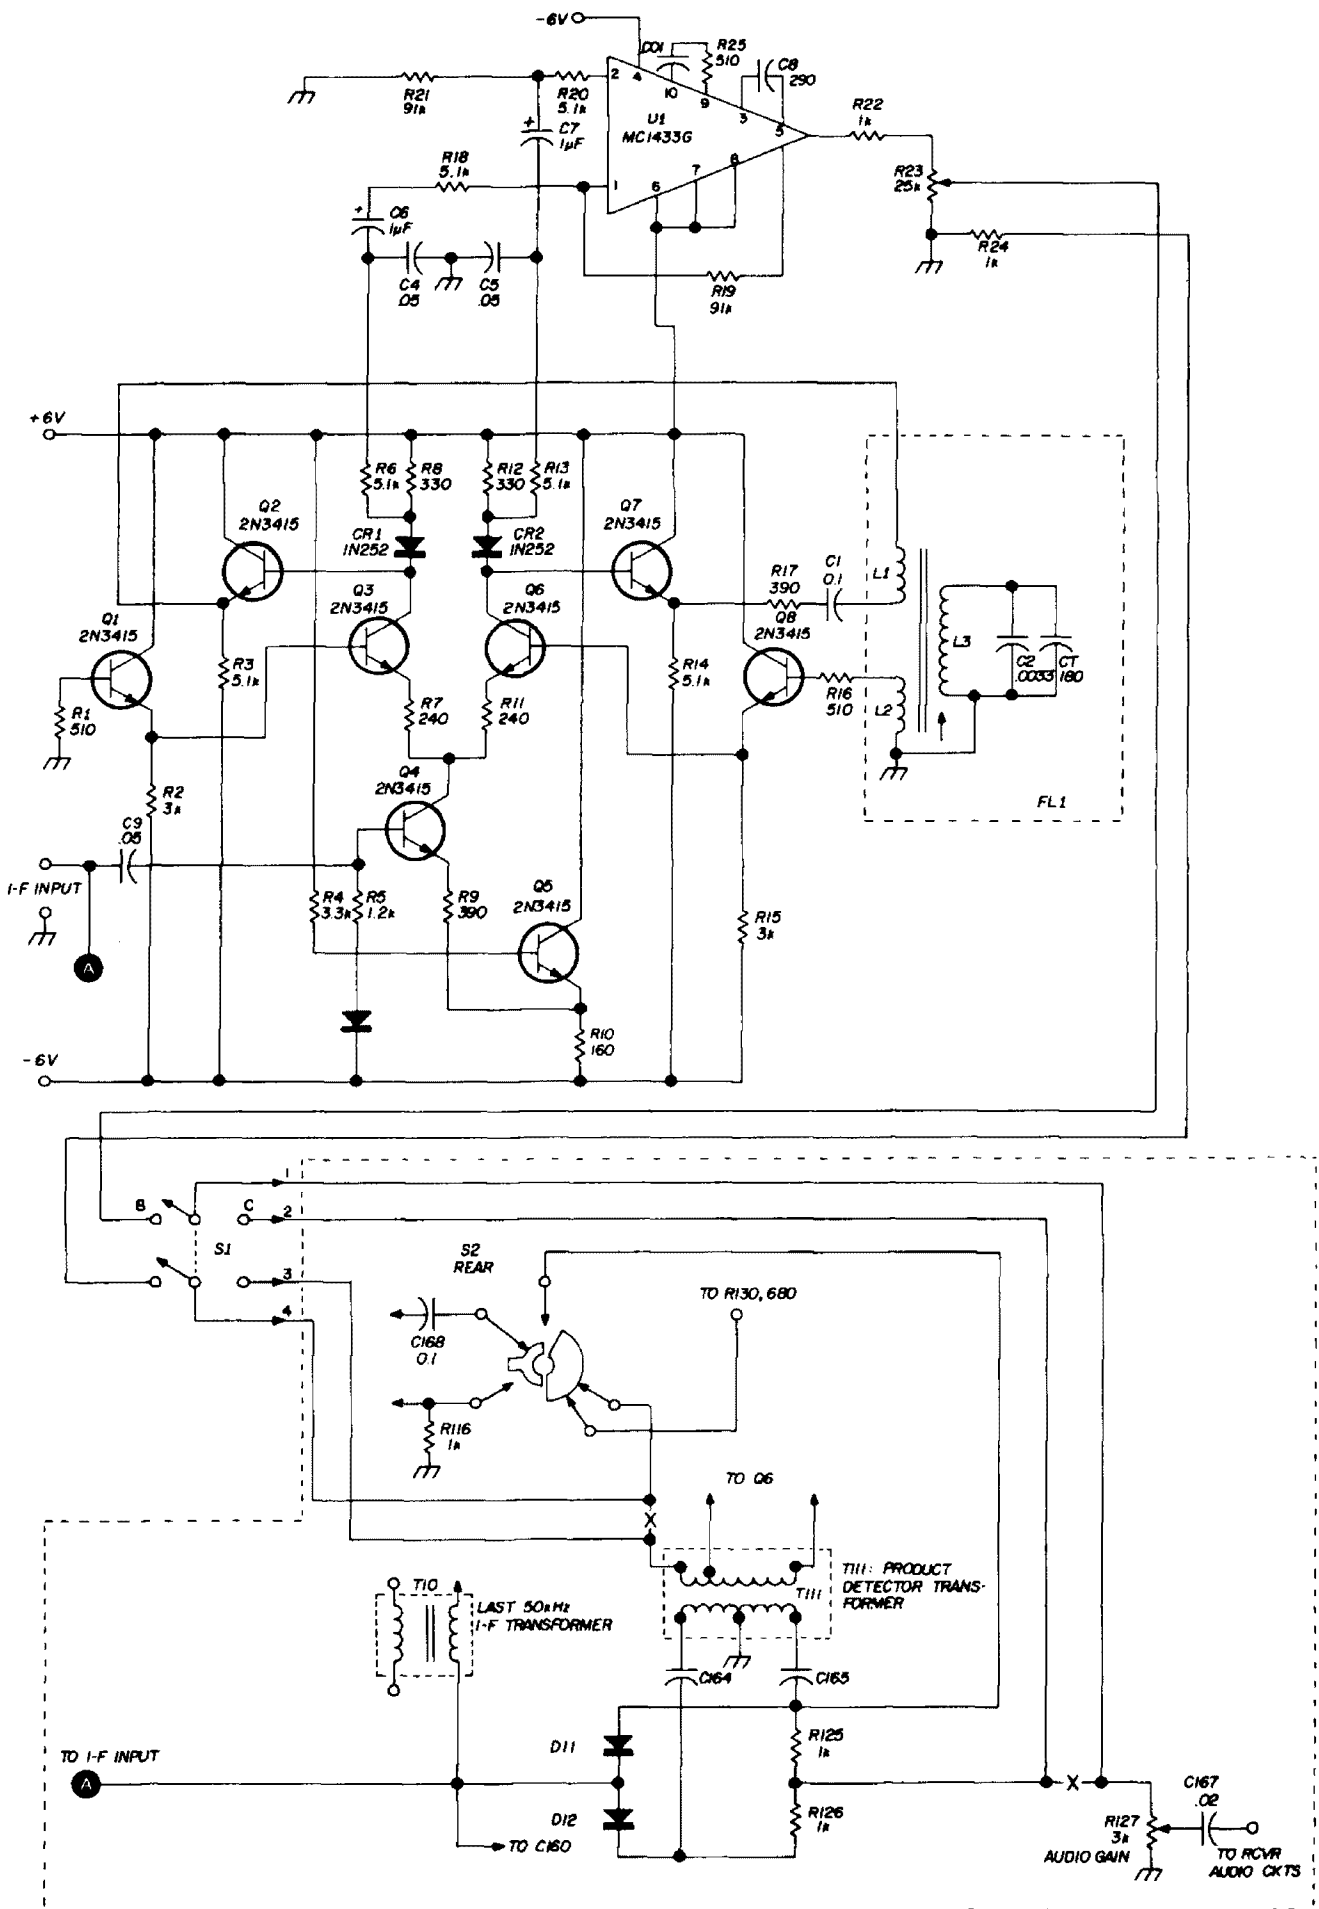 -6V
.001
R25
510
C8
290
2
4
10
9
3
5
R21
91k
R20
5.1k
C7
1µF
+
U1
MC1433G
R22
1k
R18
5.1k
1
6
7
8
R23
25k
+
C6
1µF
R24
1k
C4
.05
C5
.05
R19
91k
+6V
R6
5.1k
R8
330
R12
330
R13
5.1k
Q2
2N3415
CR1
1N252
CR2
1N252
Q7
2N3415
R17
390
C1
0.1
L1
Q1
2N3415
Q3
2N3415
Q6
2N3415
Q8
2N3415
L3
C2
.0033
CT
180
R3
5.1k
R14
5.1k
R1
510
R7
240
R11
240
R16
510
L2
R2
3k
Q4
2N3415
FL1
C9
.05
I-F INPUT
R4
3.3k
R5
1.2k
R9
390
Q5
2N3415
R15
3k
A
R10
160
-6V
1
B
C
2
S1
S2
REAR
3
4
TO R130, 680
C168
0.1
R116
1k
TO Q6
X
T111: PRODUCT
DETECTOR TRANS-
FORMER
T111
T10
LAST 50kHz
I-F TRANSFORMER
C164
C165
D11
R125
1k
TO I-F INPUT
A
X
C167
.02
D12
R126
1k
R127
3k
TO C160
AUDIO GAIN
TO RCVR
AUDIO CKTS